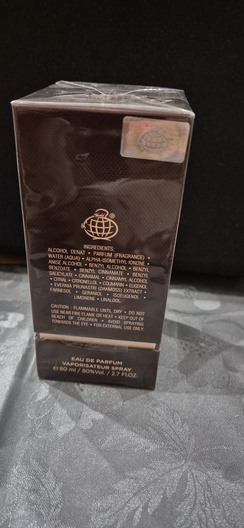 INGREDIENTS:
ALCOHOL DENAT • PARFUM (FRAGRANCE) •
WATER (AQUA) • ALPHA-ISOMETHYL IONONE •
ANISE ALCOHOL • BENZYL ALCOHOL • BENZYL
BENZOATE • BENZYL CINNAMATE • BENZYL
SALICYLATE • CINNAMAL • CINNAMYL ALCOHOL
• CITRAL • CITRONELLOL • COUMARIN • EUGENOL
• EVERNIA PRUNASTRI (OAKMOSS) EXTRACT •
FARNESOL • GERANIOL • ISOEUGENOL •
LIMONENE • LINALOOL.
CAUTION : FLAMMABLE UNTIL DRY • DO NOT
USE NEAR FIRE FLAME OR HEAT • KEEP OUT OF
REACH OF CHILDREN • AVOID SPRAYING
TOWARDS THE EYE • FOR EXTERNAL USE ONLY
EAU DE PARFUM
VAPORISATEUR SPRAY
e 80 ml / 80%Vol. / 2.7 FL.OZ.